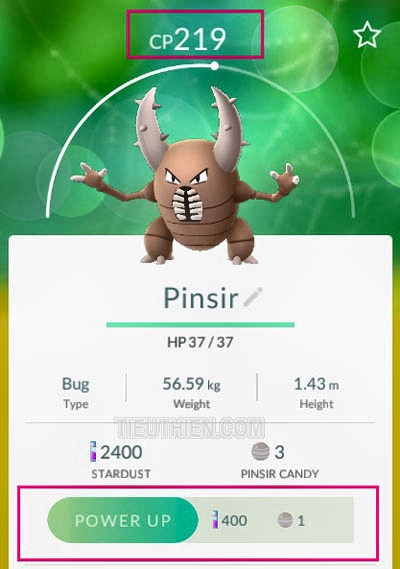 CP219
Pinsir
HP 37 / 37
Bug 56.59 kg 1.43 m
Type Weight Height
TIEUTHIEN.COM
2400 3
STARDUST PINSIR CANDY
POWER UP 400 1